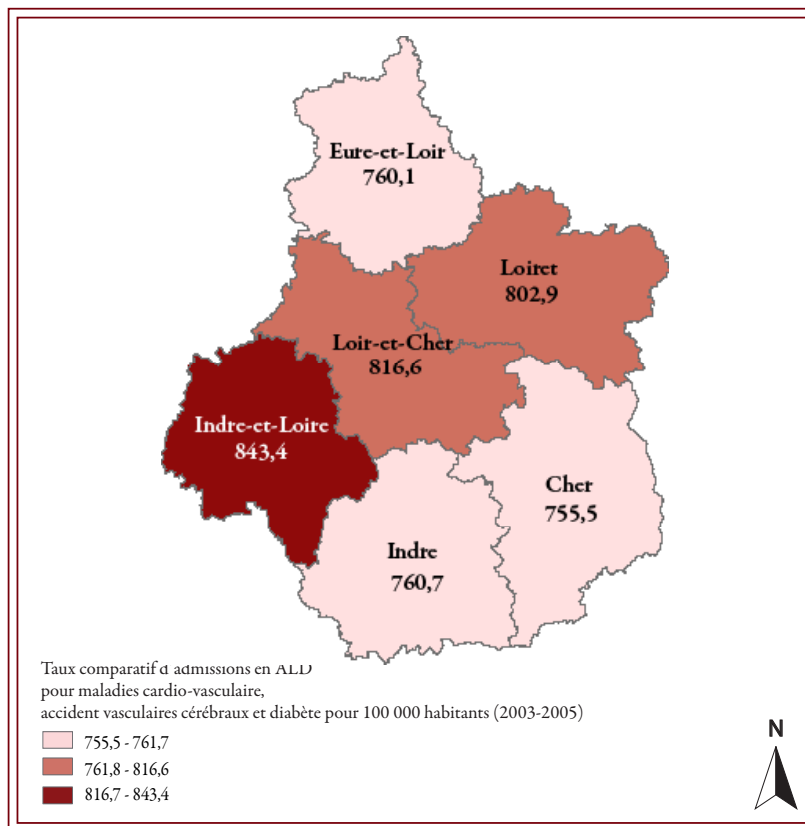 Eure-et-Loir
760,1
Loiret
802,9
Loir-et-Cher
816,6
Indre-et-Loire
843,4
Cher
755,5
Indre
760,7
Taux comparatif d'admissions en ALD
pour maladies cardio-vasculaire,
accident vasculaires cérébraux et diabète pour 100 000 habitants (2003-2005)
755,5 - 761,7
761,8 - 816,6
816,7 - 843,4
N